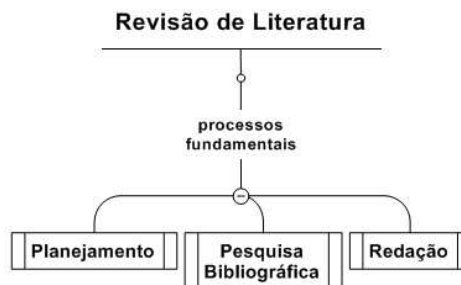 Revisão de Literatura
processos
fundamentais
Planejamento
Pesquisa
Bibliográfica
Redação